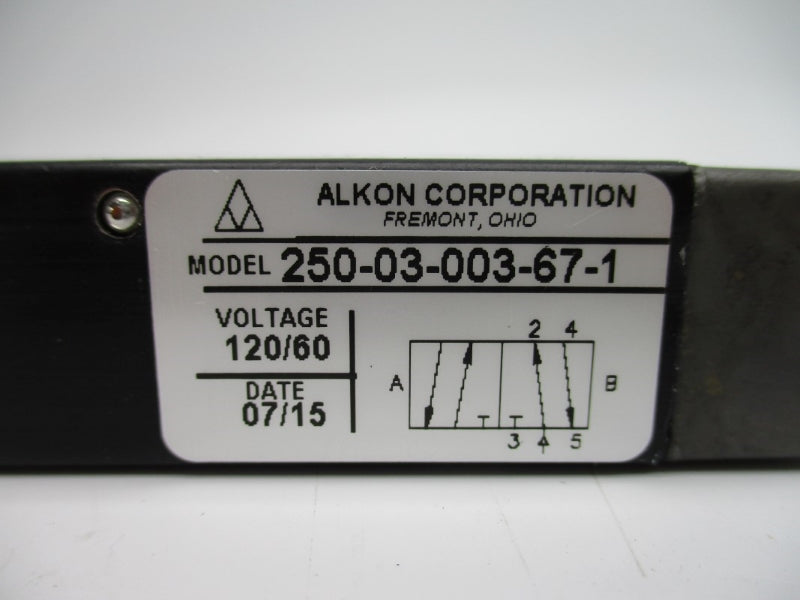 ALKON CORPORATION
FREMONT, OHIO
MODEL 250-03-003-67-1
VOLTAGE
120/60
DATE
07/15
2 4
A B
3 5